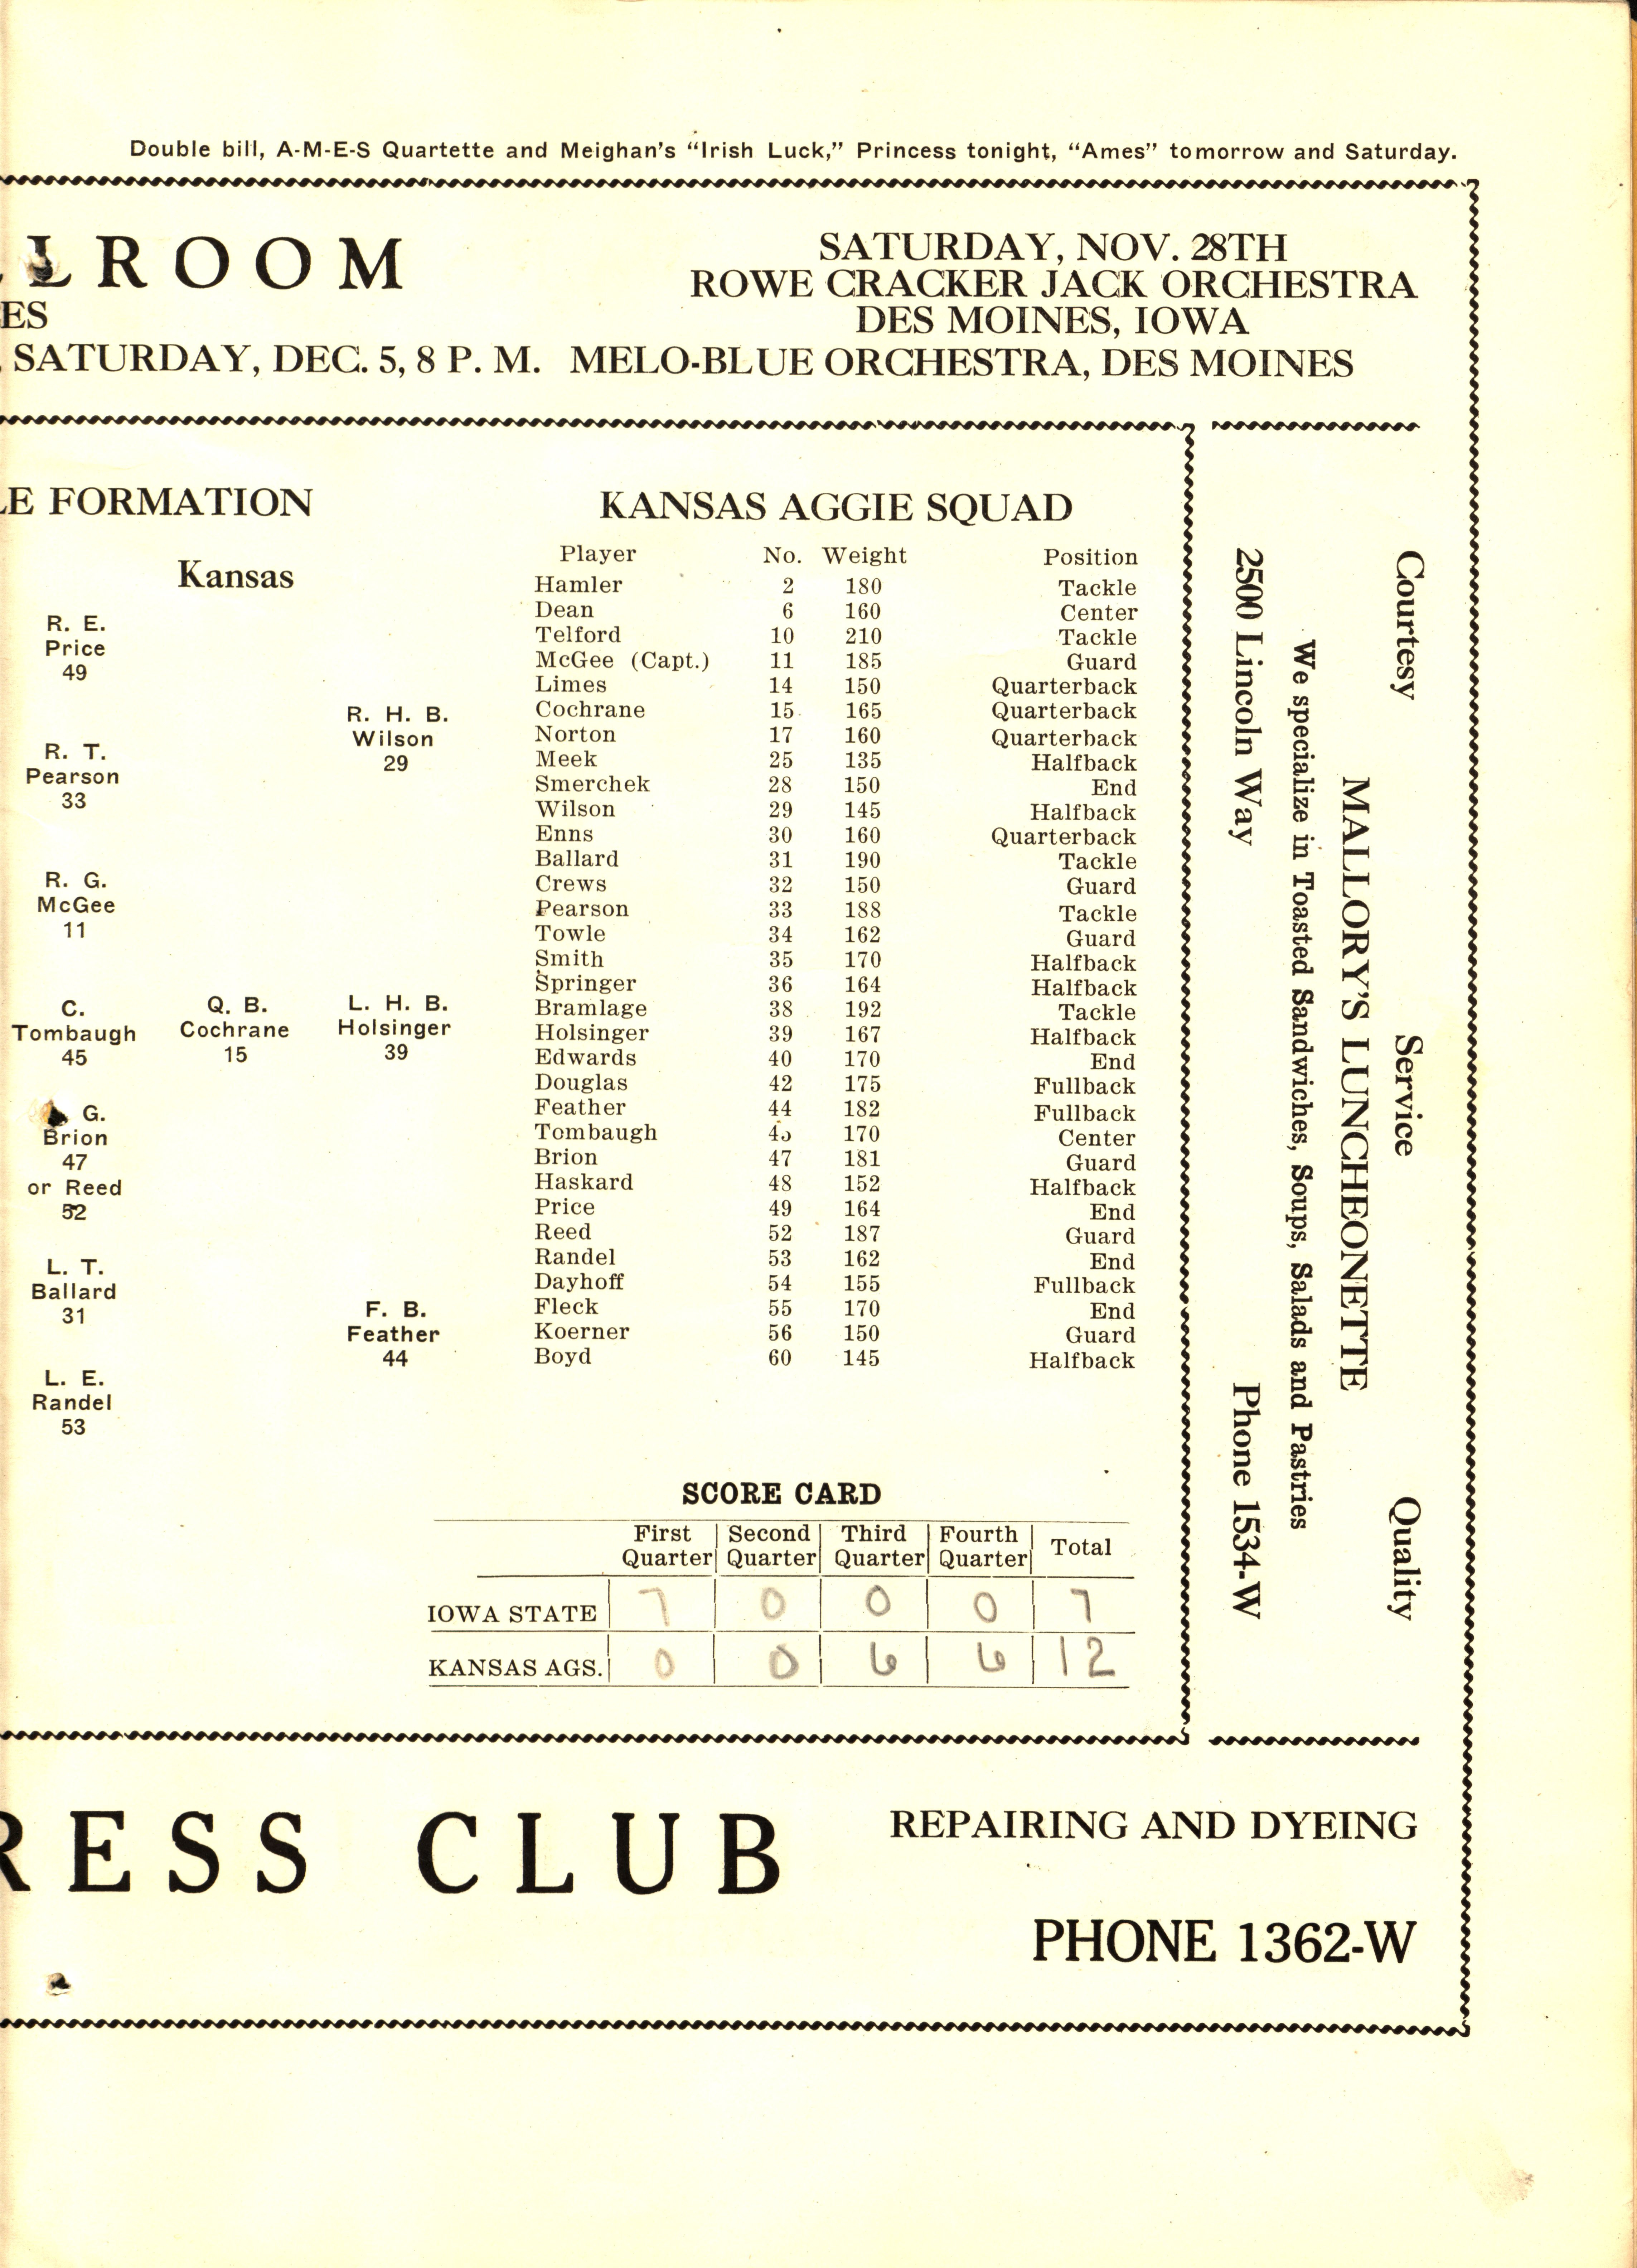 Double bill, A-M-E-S Quartette and Meighan's "Irish Luck," Princess tonight, "Ames" tomorrow and Saturday.
LROOM
ES
SATURDAY, NOV. 28TH
ROWE CRACKER JACK ORCHESTRA
DES MOINES, IOWA
SATURDAY, DEC. 5, 8 P. M. MELO-BLUE ORCHESTRA, DES MOINES
LE FORMATION
Kansas
R. E.
Price
49
R. H. B.
Wilson
29
R. T.
Pearson
33
R. G.
McGee
11
C.
Tombaugh
45
Q. B.
Cochrane
15
L. H. B.
Holsinger
39
G.
Brion
47
or Reed
52
L. T.
Ballard
31
F. B.
Feather
44
L. E.
Randel
53
KANSAS AGGIE SQUAD
Player No. Weight Position
Hamler 2 180 Tackle
Dean 6 160 Center
Telford 10 210 Tackle
McGee (Capt.) 11 185 Guard
Limes 14 150 Quarterback
Cochrane 15 165 Quarterback
Norton 17 160 Quarterback
Meek 25 135 Halfback
Smerchek 28 150 End
Wilson 29 145 Halfback
Enns 30 160 Quarterback
Ballard 31 190 Tackle
Crews 32 150 Guard
Pearson 33 188 Tackle
Towle 34 162 Guard
Smith 35 170 Halfback
Springer 36 164 Halfback
Bramlage 38 192 Tackle
Holsinger 39 167 Halfback
Edwards 40 170 End
Douglas 42 175 Fullback
Feather 44 182 Fullback
Tombaugh 45 170 Center
Brion 47 181 Guard
Haskard 48 152 Halfback
Price 49 164 End
Reed 52 187 Guard
Randel 53 162 End
Dayhoff 54 155 Fullback
Fleck 55 170 End
Koerner 56 150 Guard
Boyd 60 145 Halfback
SCORE CARD
First Quarter Second Quarter Third Quarter Fourth Quarter Total
IOWA STATE 7 0 0 0 7
KANSAS AGS. 0 0 6 6 12
Courtesy Service Quality
MALLORY'S LUNCHEONETTE
We specialize in Toasted Sandwiches, Soups, Salads and Pastries
2500 Lincoln Way Phone 1534-W
RESS CLUB
REPAIRING AND DYEING
PHONE 1362-W